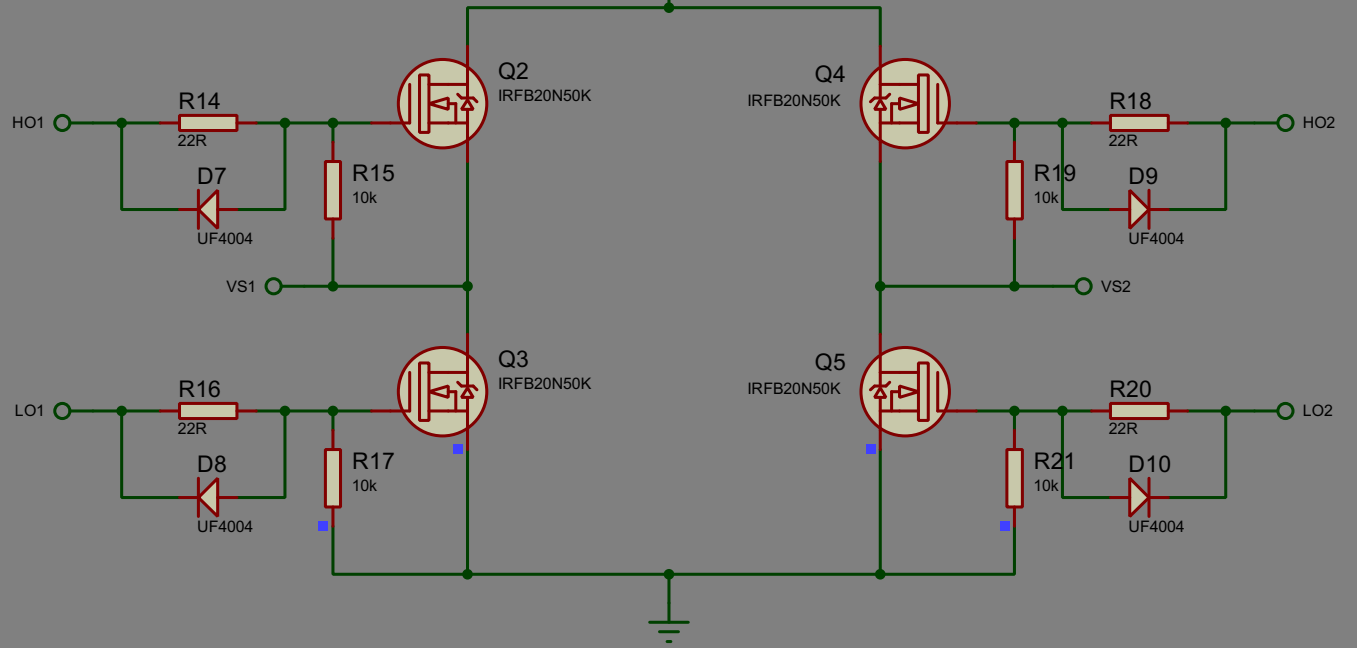 Q2
IRFB20N50K
Q4
IRFB20N50K
R14
22R
HO1
R18
22R
HO2
D7
UF4004
R15
10k
R19
10k
D9
UF4004
VS1
VS2
Q3
IRFB20N50K
Q5
IRFB20N50K
R16
22R
LO1
R20
22R
LO2
D8
UF4004
R17
10k
R21
10k
D10
UF4004